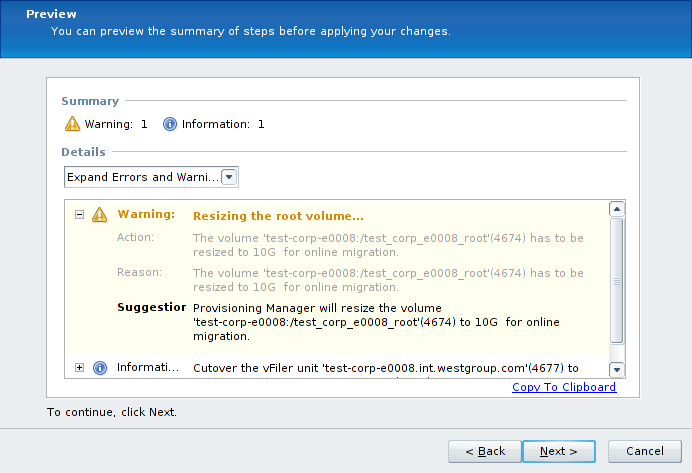 Preview
You can preview the summary of steps before applying your changes.
Summary
Warning: 1 Information: 1
Details
Expand Errors and Warni...
Warning: Resizing the root volume...
Action: The volume 'test-corp-e0008:/test_corp_e0008_root'(4674) has to be
resized to 10G for online migration.
Reason: The volume 'test-corp-e0008:/test_corp_e0008_root'(4674) has to be
resized to 10G for online migration.
Suggestior Provisioning Manager will resize the volume
'test-corp-e0008:/test_corp_e0008_root'(4674) to 10G for online
migration.
Informati... Cutover the vFiler unit 'test-corp-e0008.int.westgroup.com'(4677) to
Copy To Clipboard
To continue, click Next.
< Back Next > Cancel